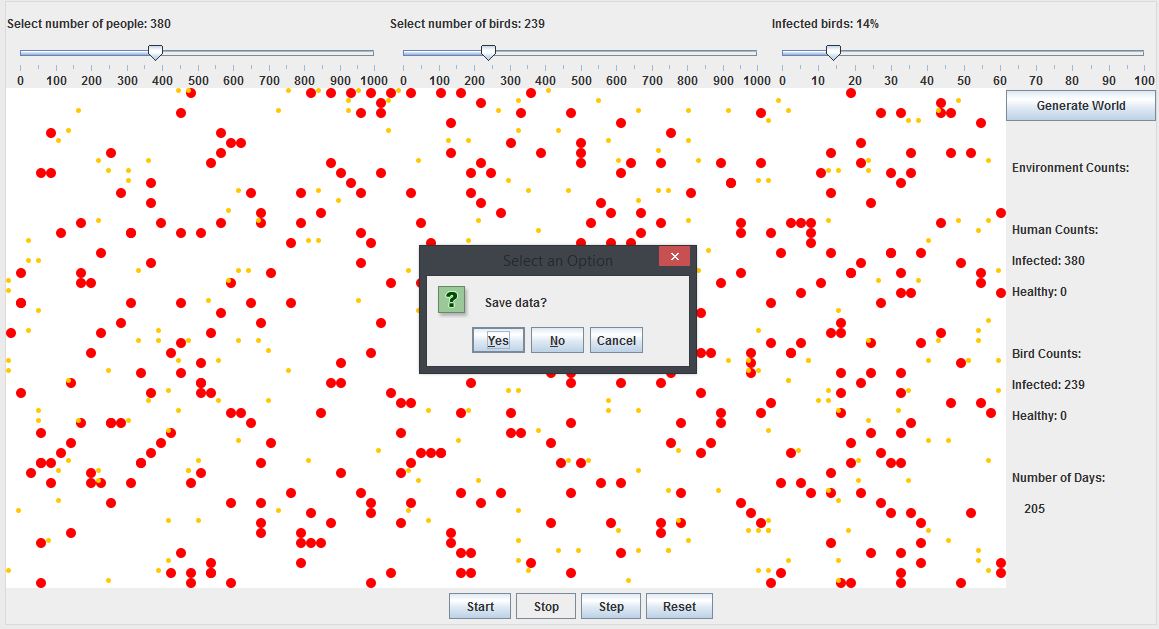 Select number of people: 380 Select number of birds: 239 Infected birds: 14%
0 100 200 300 400 500 600 700 800 900 1000 0 100 200 300 400 500 600 700 800 900 1000 0 10 20 30 40 50 60 70 80 90 100
Generate World
Environment Counts:
Human Counts:
Infected: 380
Healthy: 0
Bird Counts:
Infected: 239
Healthy: 0
Number of Days:
205
Select an Option
?
Save data?
Yes No Cancel
Start Stop Step Reset